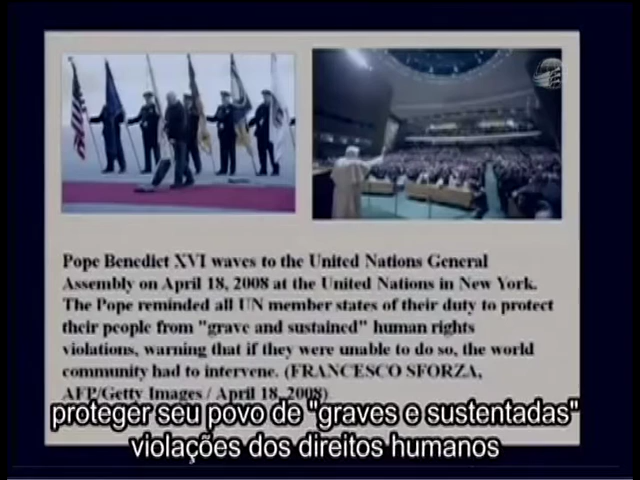 Pope Benedict XVI waves to the United Nations General
Assembly on April 18, 2008 at the United Nations in New York.
The Pope reminded all UN member states of their duty to protect
their people from "grave and sustained" human rights
violations, warning that if they were unable to do so, the world
community had to intervene. (FRANCESCO SFORZA,
AFP/Getty Images / April 18, 2008)
proteger seu povo de "graves e sustentadas"
violações dos direitos humanos